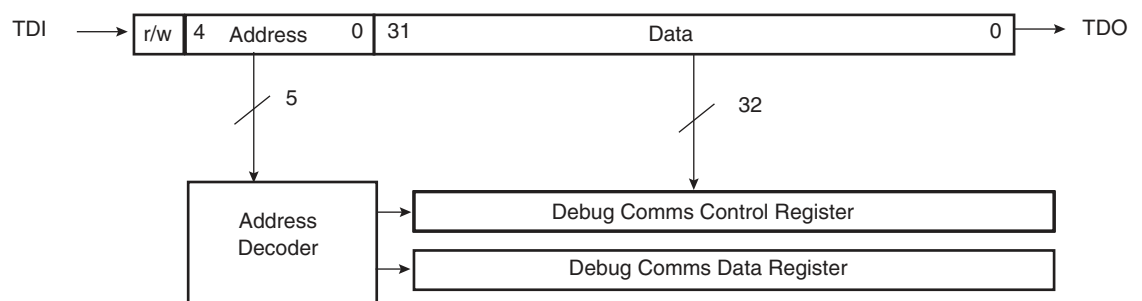 TDI r/w 4 Address 0 31 Data 0 TDO
5
32
Address
Decoder
Debug Comms Control Register
Debug Comms Data Register